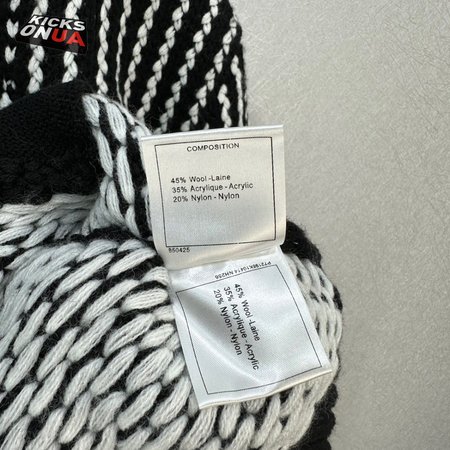 KICKS
ONUA
COMPOSITION
45% Wool -Laine
35% Acrylique - Acrylic
20% Nylon - Nylon
850425
45% Wool -Laine
35% Acrylique - Acrylic
20% Nylon - Nylon